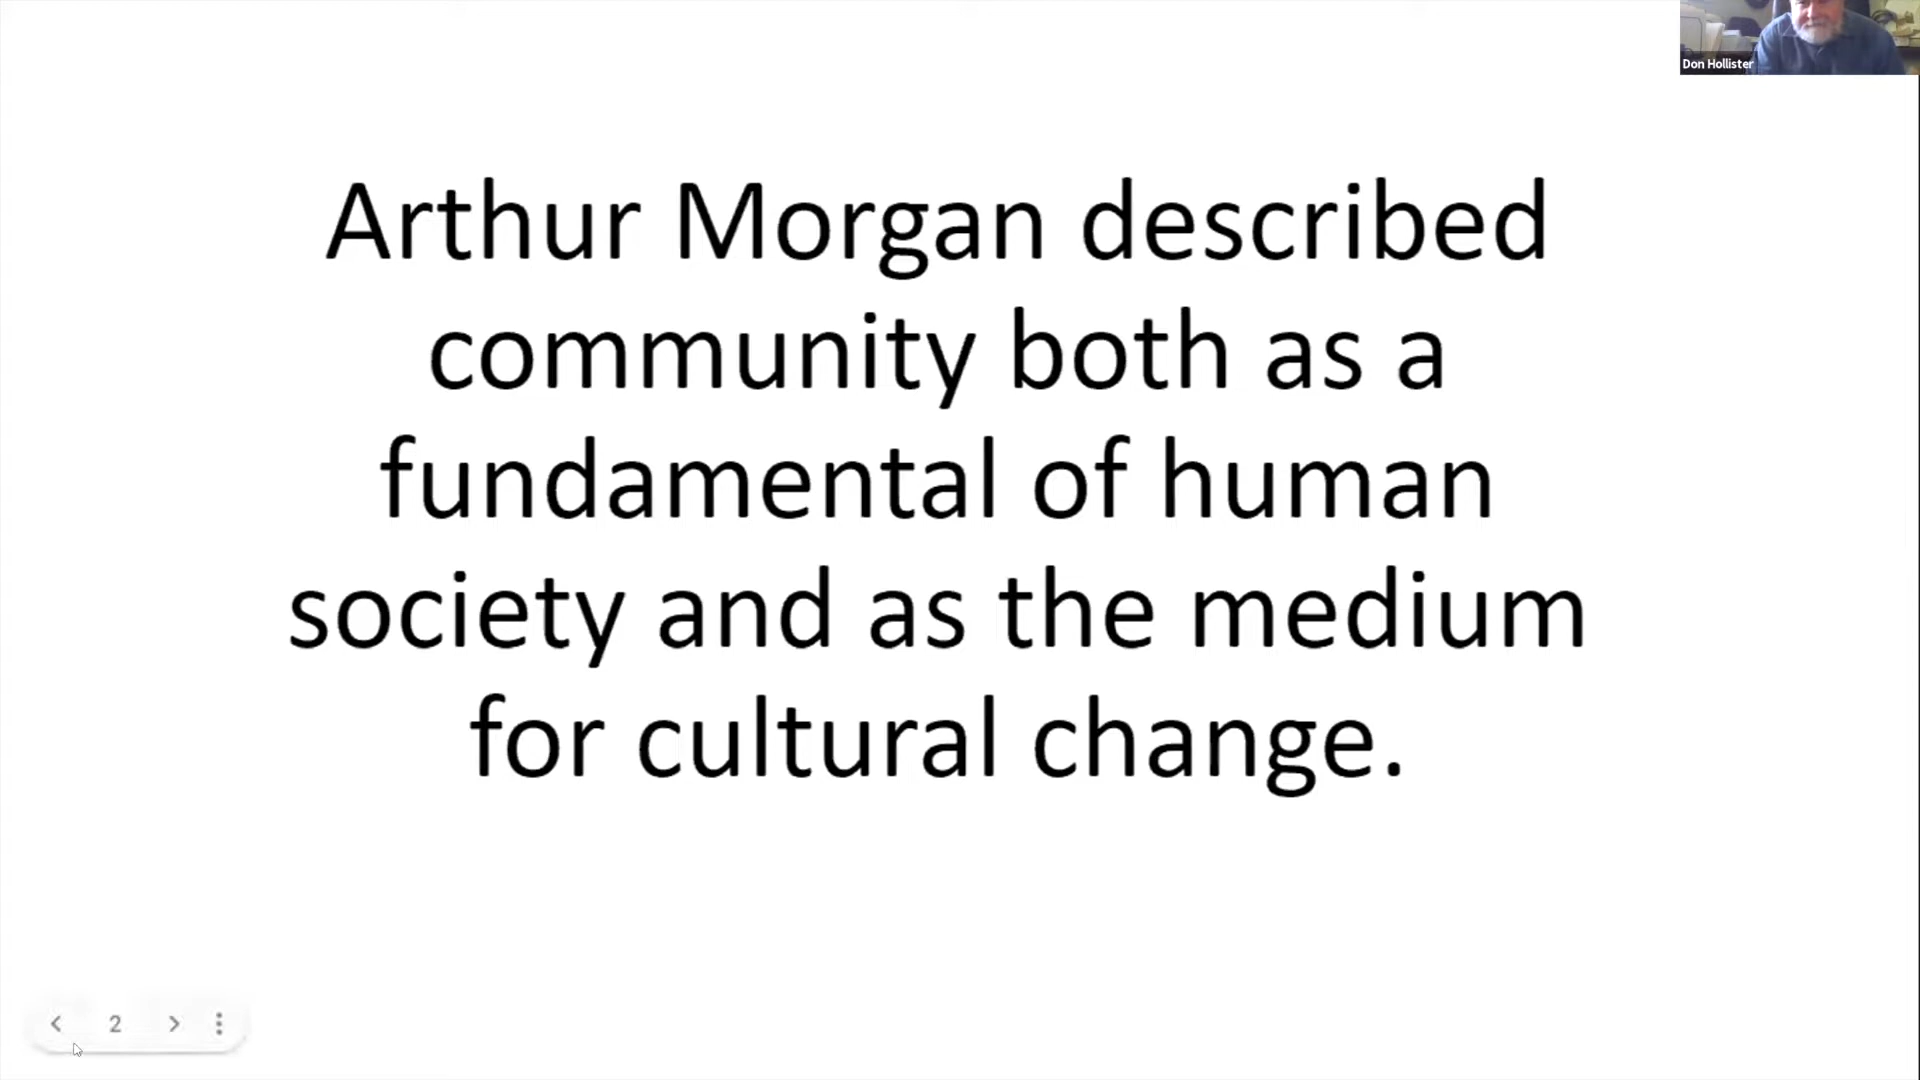 Don Hollister
Arthur Morgan described
community both as a
fundamental of human
society and as the medium
for cultural change.
2